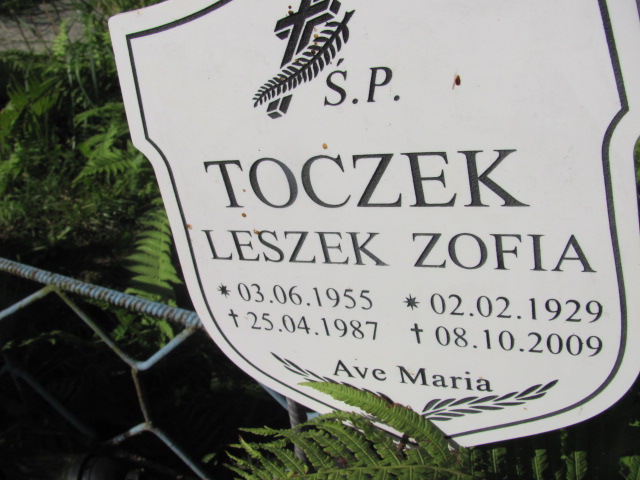 Ś.P.
TOCZEK
LESZEK ZOFIA
* 03.06.1955 * 02.02.1929
† 25.04.1987 † 08.10.2009
Ave Maria